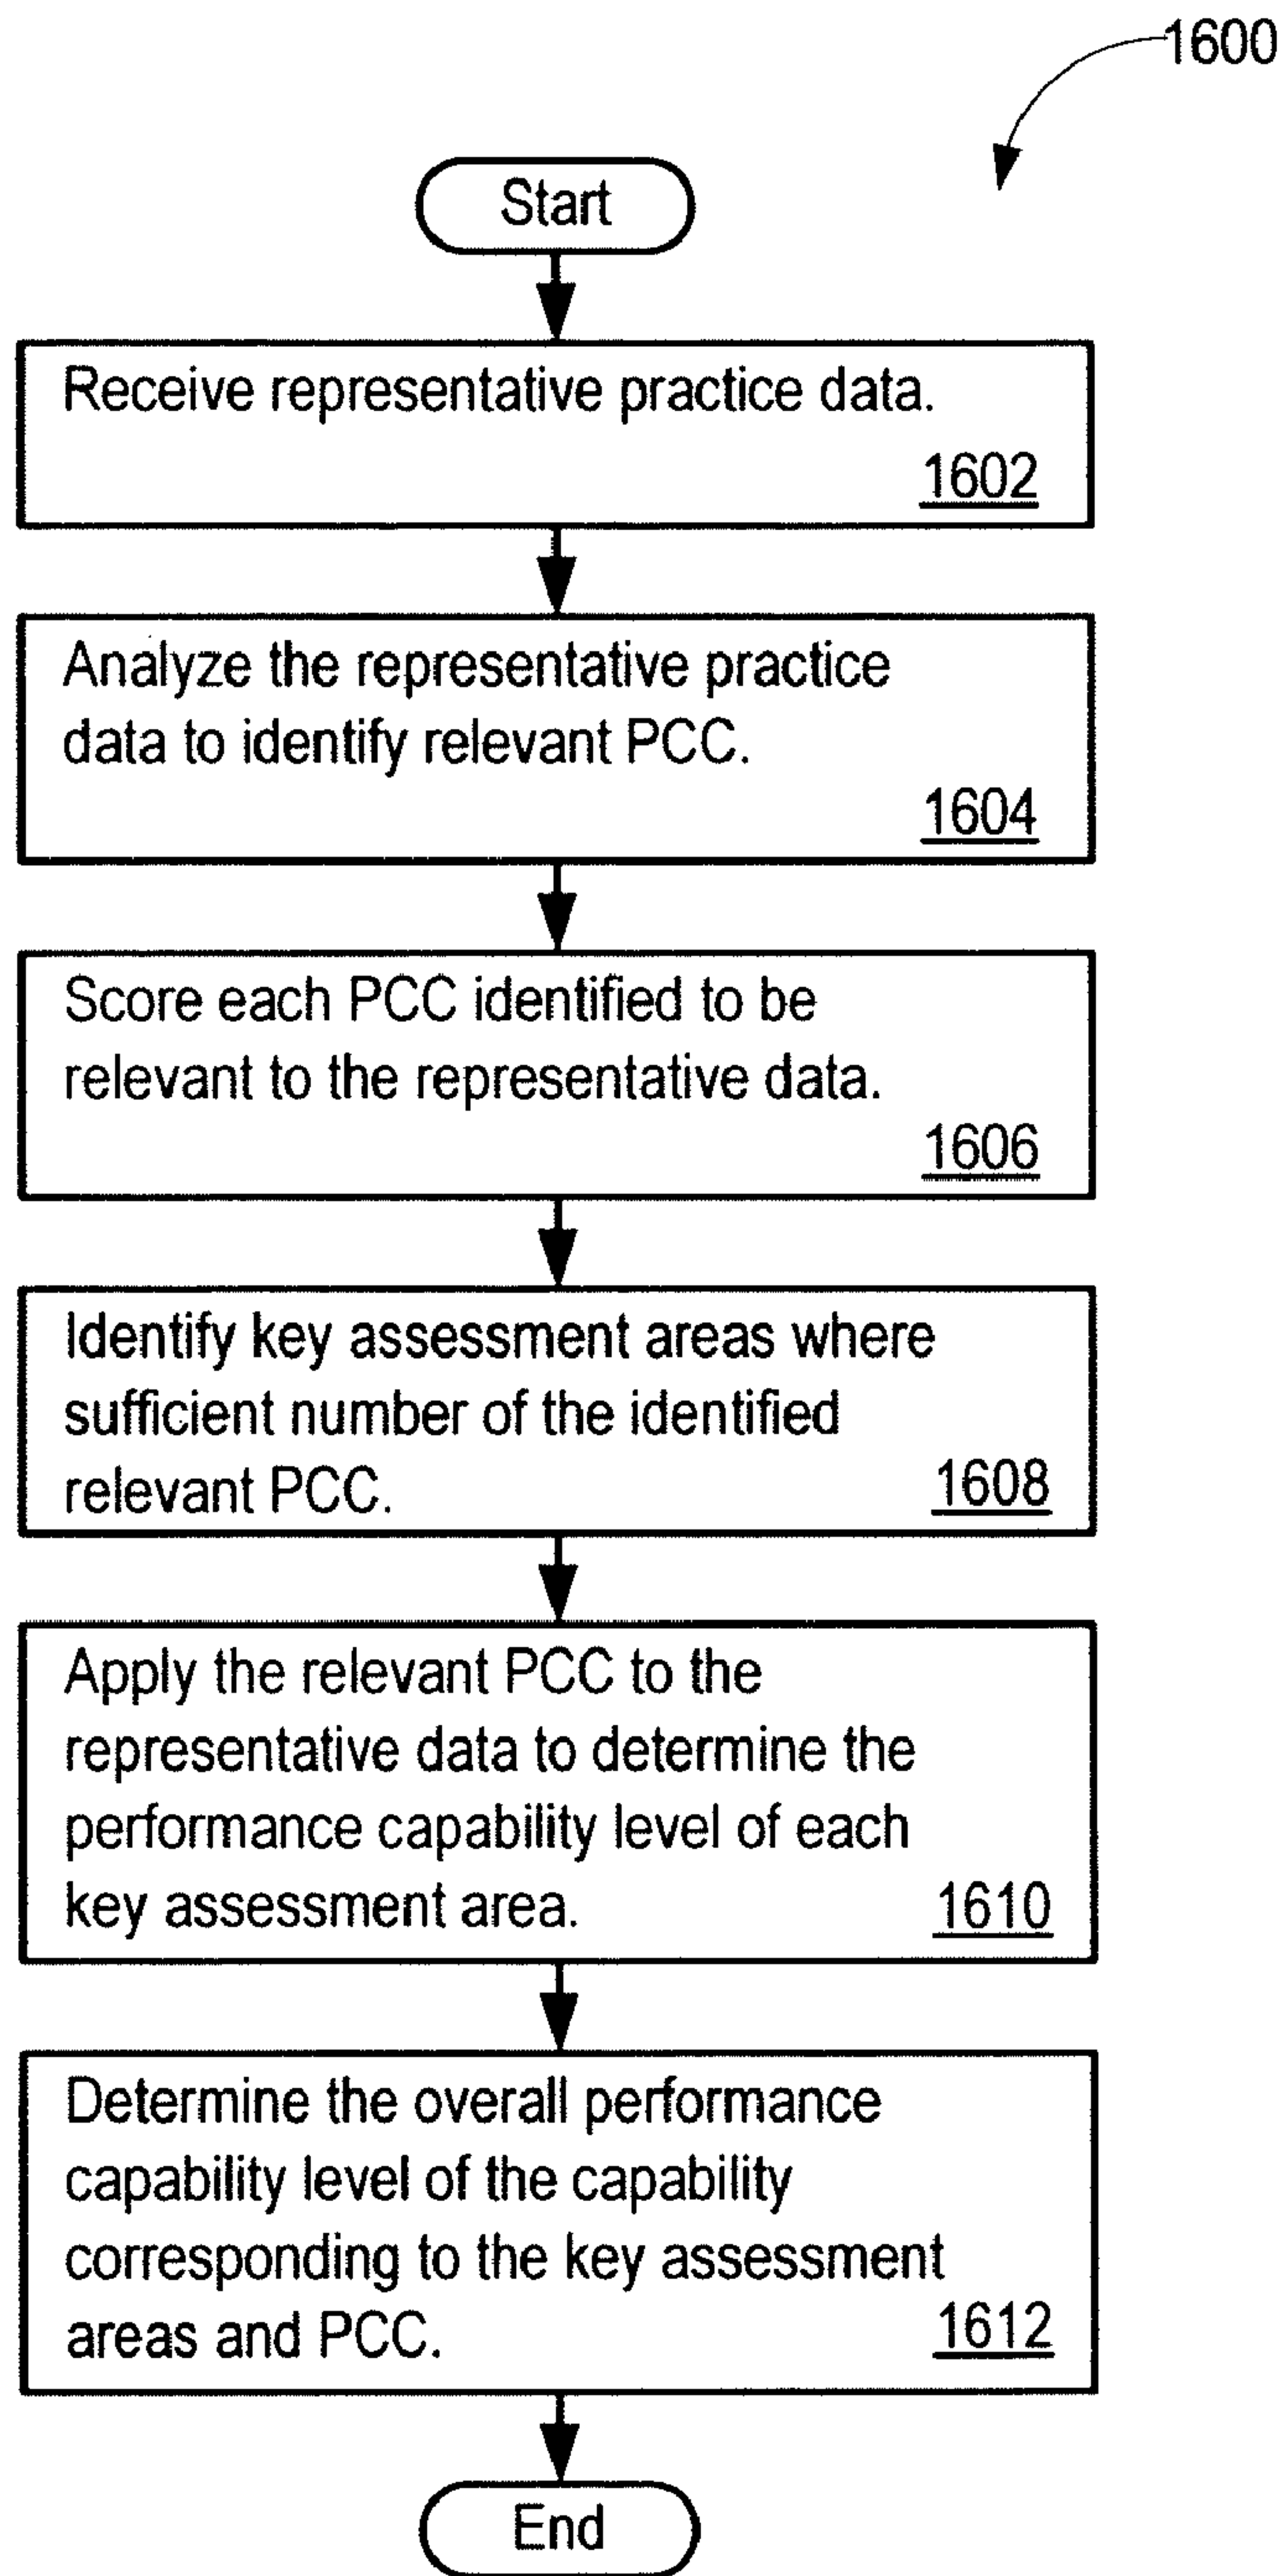 1600
Start
Receive representative practice data.
1602
Analyze the representative practice
data to identify relevant PCC.
1604
Score each PCC identified to be
relevant to the representative data.
1606
Identify key assessment areas where
sufficient number of the identified
relevant PCC.
1608
Apply the relevant PCC to the
representative data to determine the
performance capability level of each
key assessment area.
1610
Determine the overall performance
capability level of the capability
corresponding to the key assessment
areas and PCC.
1612
End